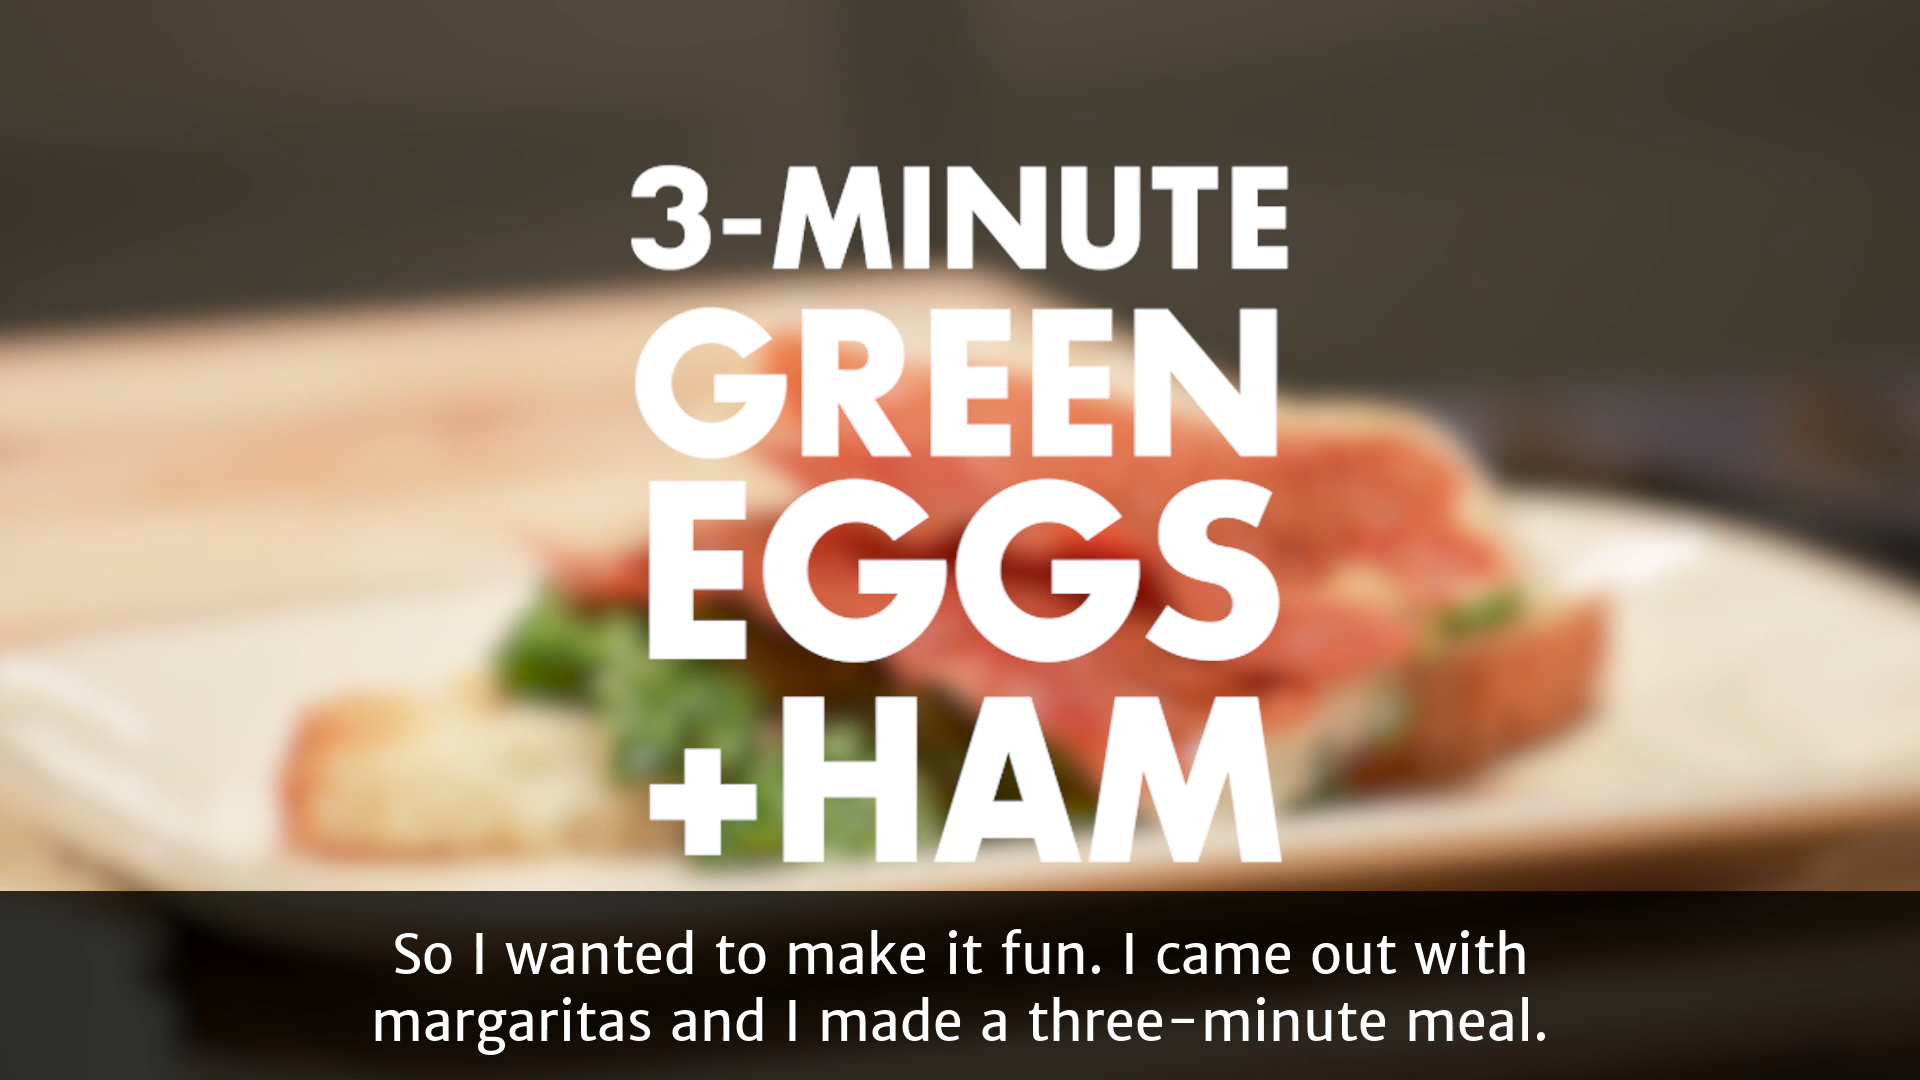 3-MINUTE
GREEN
EGGS
+HAM
So I wanted to make it fun. I came out with
margaritas and I made a three-minute meal.